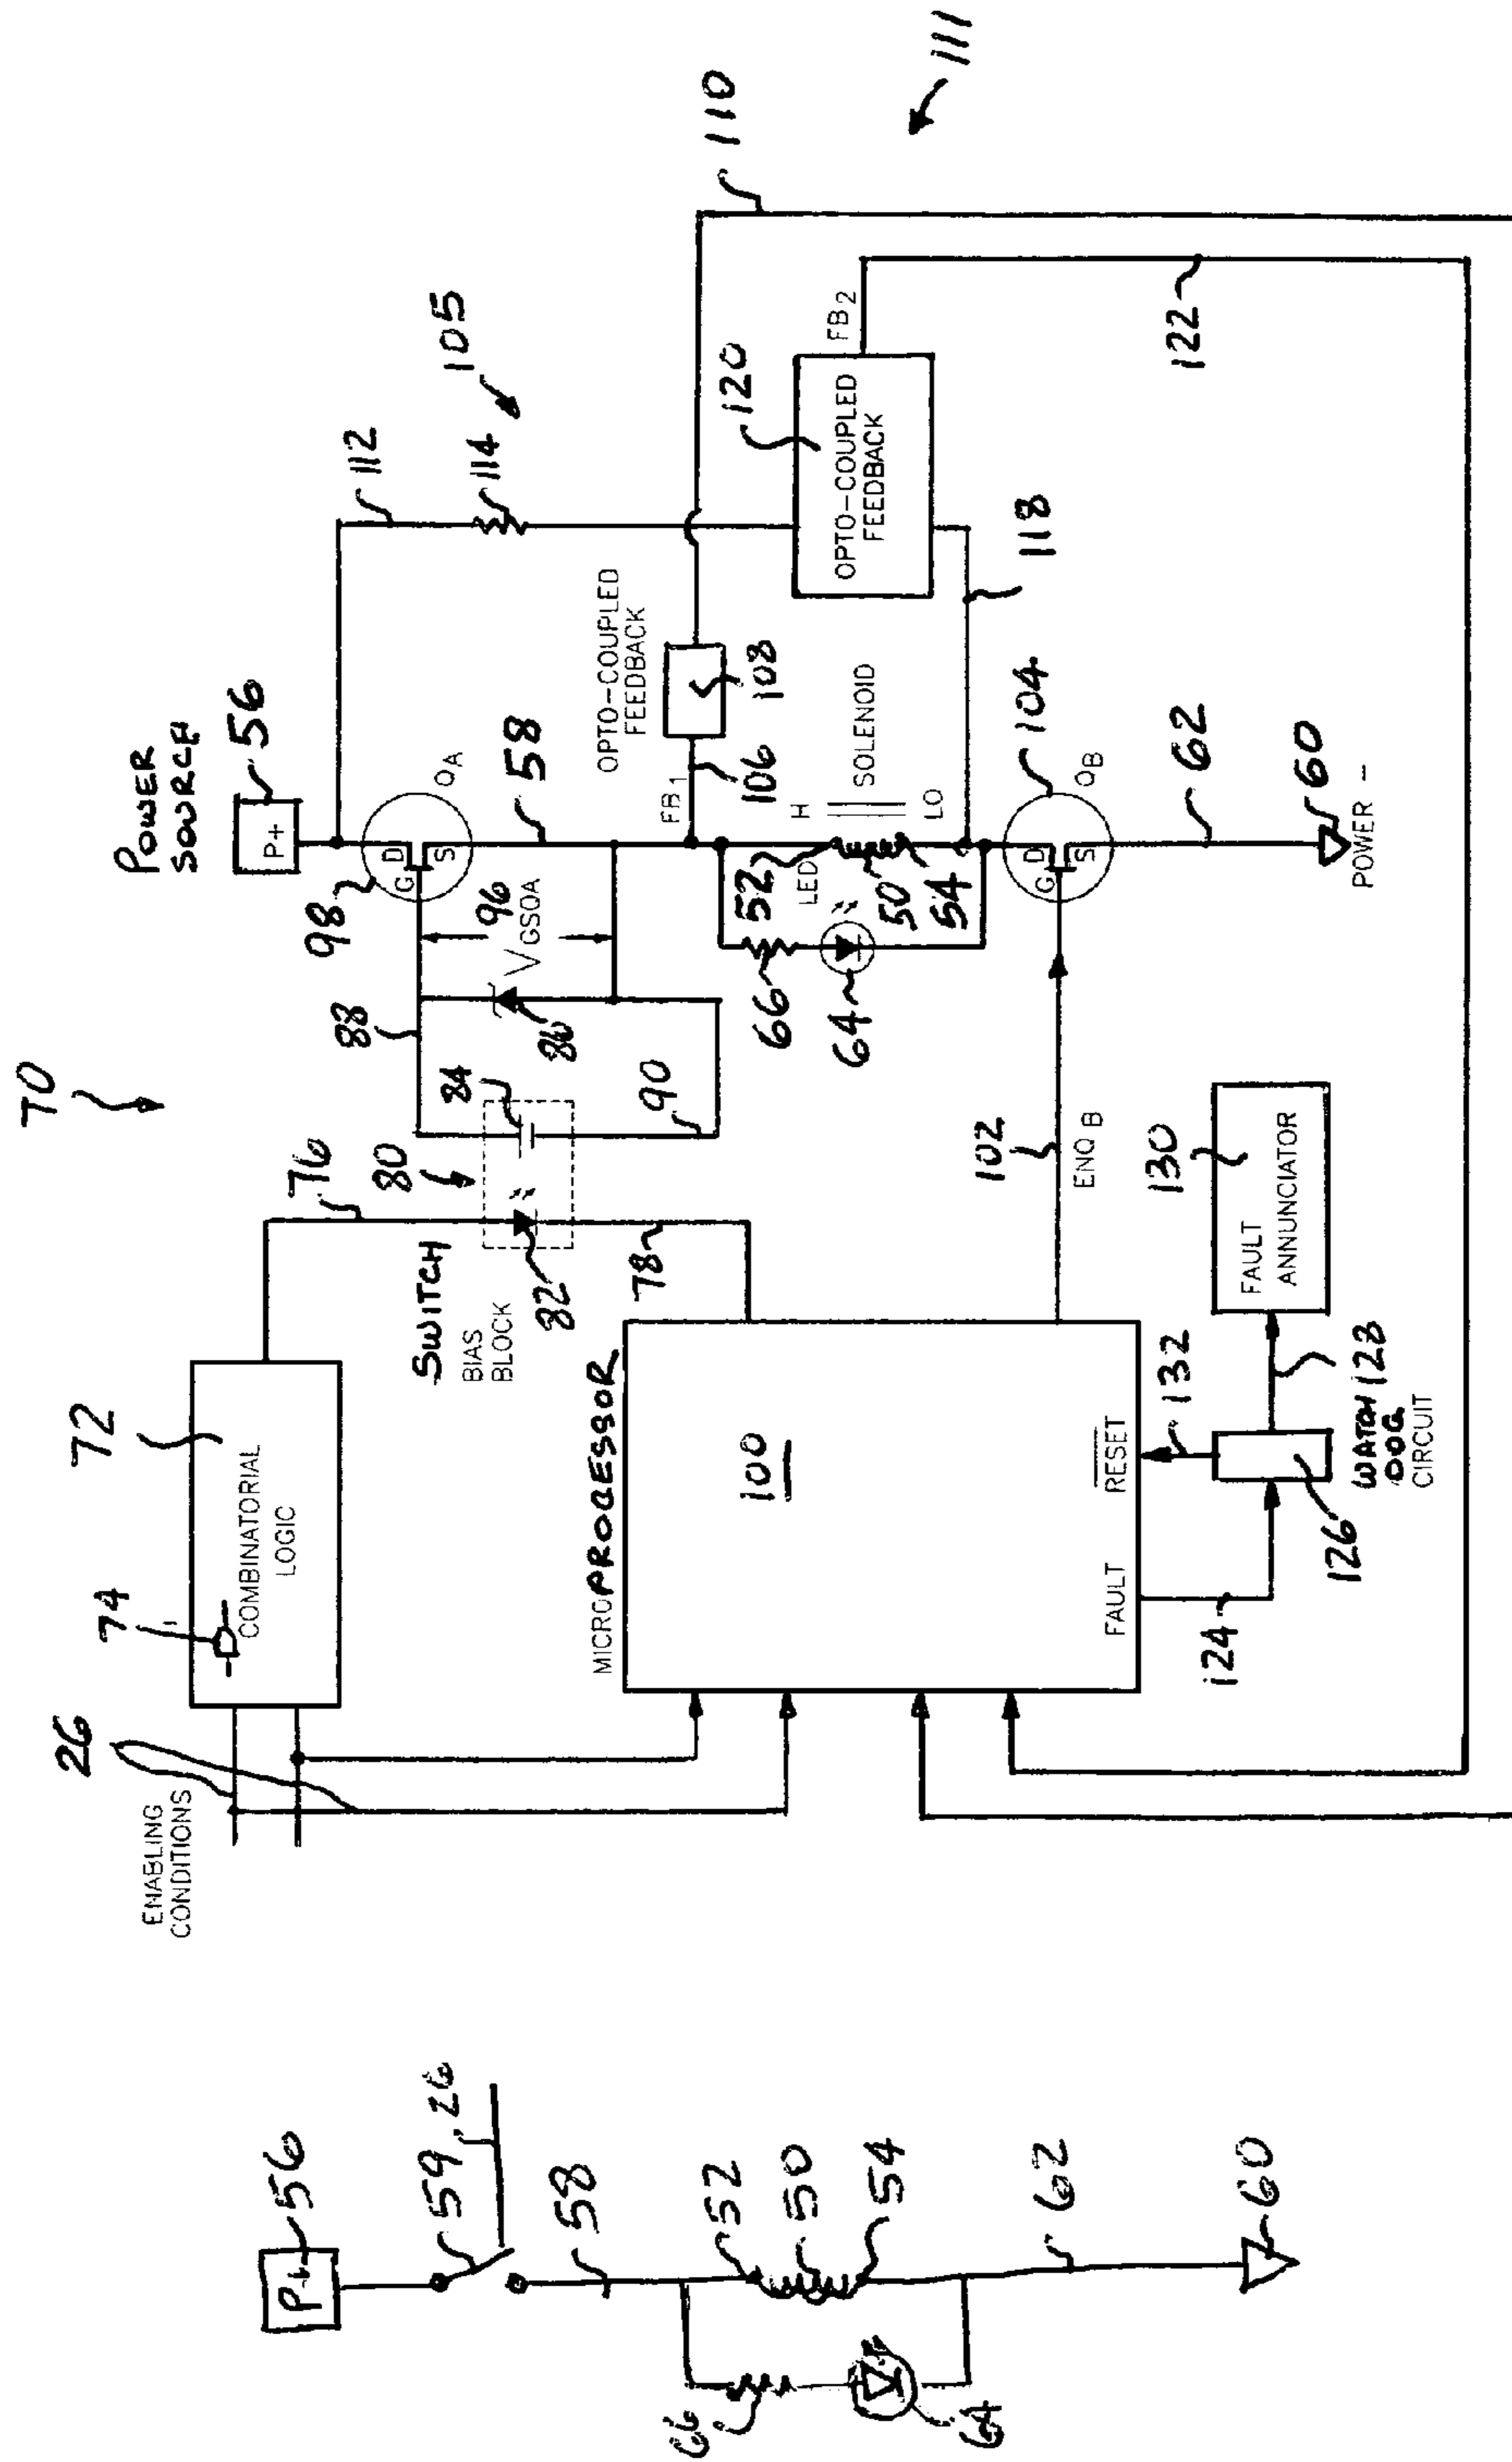 70
72
74
26
ENABLING
CONDITIONS
COMBINATORIAL
LOGIC
76
SWITCH
BIAS
BLOCK
80
82
84
78
88
86
90
96
VGSQA
98
POWER
SOURCE
56
P+
D
G
S
QA
58
112
114
105
OPTO-COUPLED
FEEDBACK
FB1
106
108
110
111
120
OPTO-COUPLED
FEEDBACK
FB2
122
118
H
SOLENOID
LO
52
LED
50
54
66
64
104
D
G
S
QB
62
60
POWER -
MICROPROCESSOR
100
102
ENQB
FAULT
RESET
124
126
132
WATCH
DOG
CIRCUIT
128
130
FAULT
ANNUNCIATOR
56
P+
59
26
58
52
50
54
62
60
66
64